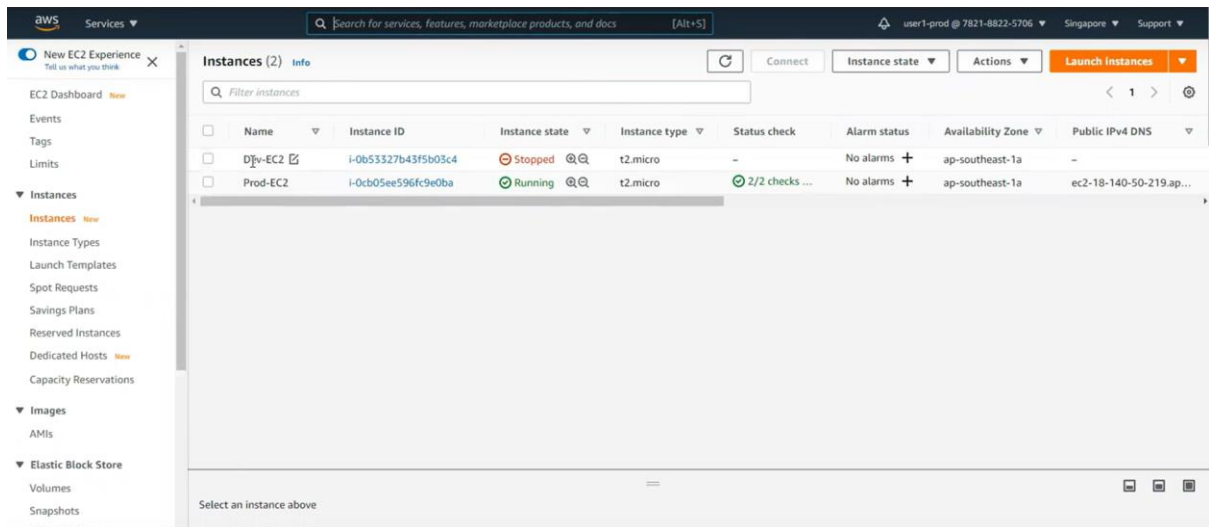 aws Services ▼ Search for services, features, marketplace products, and docs [Alt+S] user1-prod @ 7821-8822-5706 ▼ Singapore ▼ Support ▼
New EC2 Experience
Tell us what you think
EC2 Dashboard New
Events
Tags
Limits
Instances
Instances New
Instance Types
Launch Templates
Spot Requests
Savings Plans
Reserved Instances
Dedicated Hosts New
Capacity Reservations
Images
AMIs
Elastic Block Store
Volumes
Snapshots
Instances (2) Info Connect Instance state ▼ Actions ▼ Launch instances ▼
Filter instances < 1 >
Name Instance ID Instance state Instance type Status check Alarm status Availability Zone Public IPv4 DNS
Dev-EC2 i-0b53327b43f5b03c4 Stopped t2.micro – No alarms + ap-southeast-1a –
Prod-EC2 i-0cb05ee596fc9e0ba Running t2.micro 2/2 checks ... No alarms + ap-southeast-1a ec2-18-140-50-219.ap...
Select an instance above